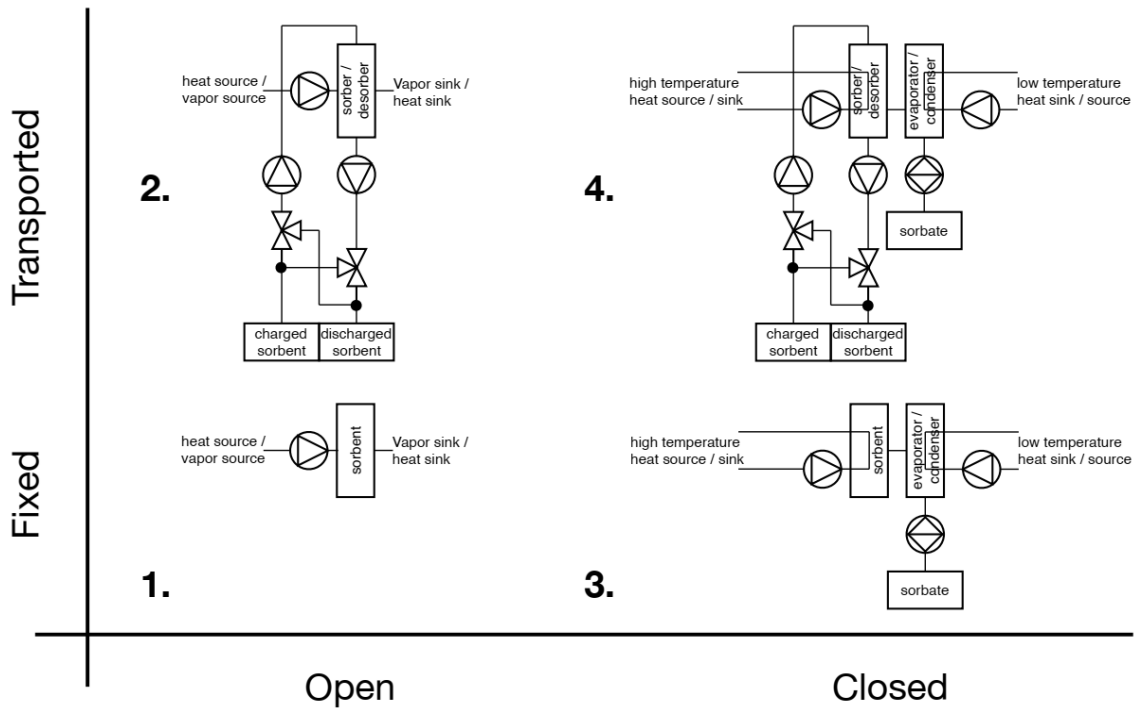 Transported
Fixed
Open
Closed
2.
heat source /
vapor source
sorber /
desorber
Vapor sink /
heat sink
charged
sorbent
discharged
sorbent
4.
high temperature
heat source / sink
sorber/
desorber
evaporator /
condenser
low temperature
heat sink / source
sorbate
charged
sorbent
discharged
sorbent
1.
heat source /
vapor source
sorbent
Vapor sink /
heat sink
3.
high temperature
heat source / sink
sorbent
evaporator /
condenser
low temperature
heat sink / source
sorbate